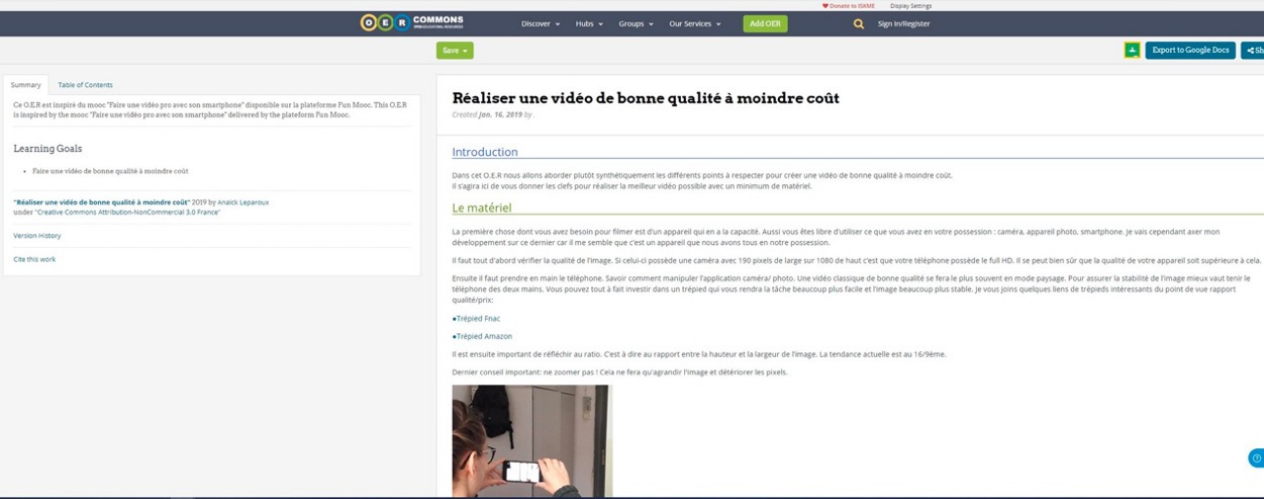 Donate to ISKME Display Settings
OER COMMONS OPEN EDUCATIONAL RESOURCES Discover Hubs Groups Our Services Add OER Sign In/Register
Save Export to Google Docs Sh
Summary Table of Contents
Ce O.E.R est inspiré du mooc "Faire une vidéo pro avec son smartphone" disponible sur la plateforme Fun Mooc. This O.E.R
is inspired by the mooc "Faire une vidéo pro avec son smartphone" delivered by the plateform Fun Mooc.
Learning Goals
• Faire une vidéo de bonne qualité à moindre coût
"Réaliser une vidéo de bonne qualité à moindre coût" 2019 by Anaïck Leparoux
under "Creative Commons Attribution-NonCommercial 3.0 France"
Version History
Cite this work
Réaliser une vidéo de bonne qualité à moindre coût
Created Jan. 16, 2019 by .
Introduction
Dans cet O.E.R nous allons aborder plutôt synthétiquement les différents points à respecter pour créer une vidéo de bonne qualité à moindre coût.
Il s'agira ici de vous donner les clefs pour réaliser la meilleur vidéo possible avec un minimum de matériel.
Le matériel
La première chose dont vous avez besoin pour filmer est d'un appareil qui en a la capacité. Aussi vous êtes libre d'utiliser ce que vous avez en votre possession : caméra, appareil photo, smartphone. Je vais cependant axer mon
développement sur ce dernier car il me semble que c'est un appareil que nous avons tous en notre possession.
Il faut tout d'abord vérifier la qualité de l'image. Si celui-ci possède une caméra avec 190 pixels de large sur 1080 de haut c'est que votre téléphone possède le full HD. Il se peut bien sûr que la qualité de votre appareil soit supérieure à cela.
Ensuite il faut prendre en main le téléphone. Savoir comment manipuler l'application caméra/ photo. Une vidéo classique de bonne qualité se fera le plus souvent en mode paysage. Pour assurer la stabilité de l'image mieux vaut tenir le
téléphone des deux mains. Vous pouvez tout à fait investir dans un trépied qui vous rendra la tâche beaucoup plus facile et l'image beaucoup plus stable. Je vous joins quelques liens de trépieds intéressants du point de vue rapport
qualité/prix:
●Trépied Fnac
●Trépied Amazon
Il est ensuite important de réfléchir au ratio. C'est à dire au rapport entre la hauteur et la largeur de l'image. La tendance actuelle est au 16/9ème.
Dernier conseil important: ne zoomer pas ! Cela ne fera qu'agrandir l'image et détériorer les pixels.